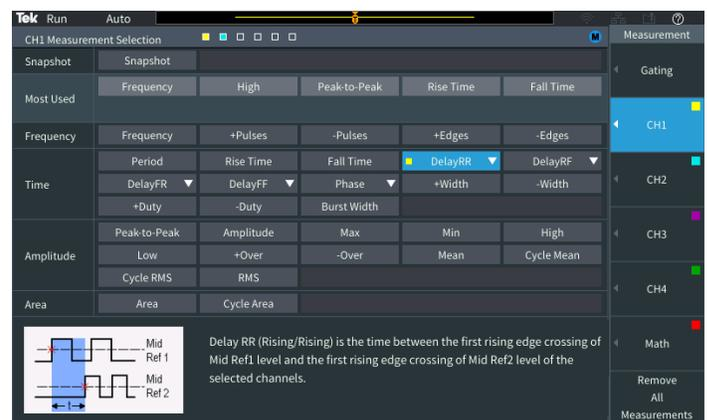 Tek Run Auto
CH1 Measurement Selection M Measurement
Snapshot Snapshot
Gating
Most Used Frequency High Peak-to-Peak Rise Time Fall Time
CH1
Frequency Frequency +Pulses -Pulses +Edges -Edges
Time Period Rise Time Fall Time DelayRR DelayRF
DelayFR DelayFF Phase +Width -Width
CH2
+Duty -Duty Burst Width
Amplitude Peak-to-Peak Amplitude Max Min High
CH3
Low +Over -Over Mean Cycle Mean
Cycle RMS RMS
CH4
Area Area Cycle Area
Mid
Ref 1
Mid
Ref 2
t
Delay RR (Rising/Rising) is the time between the first rising edge crossing of
Mid Ref1 level and the first rising edge crossing of Mid Ref2 level of the
selected channels.
Math
Remove
All
Measurements